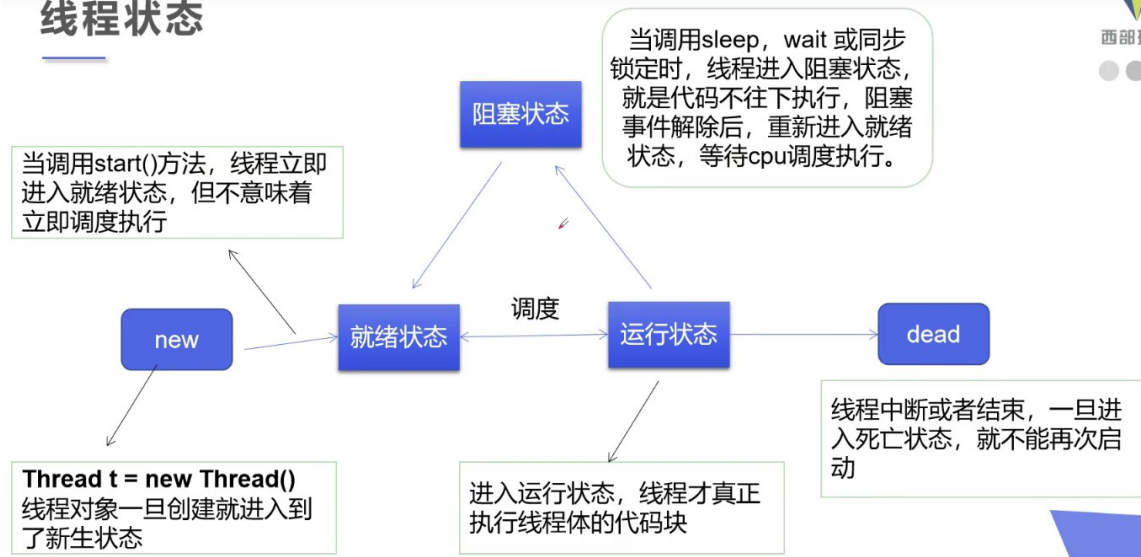 线程状态
西部
当调用sleep，wait 或同步
锁定时，线程进入阻塞状态，
就是代码不往下执行，阻塞
事件解除后，重新进入就绪
状态，等待cpu调度执行。
阻塞状态
当调用start()方法，线程立即
进入就绪状态，但不意味着
立即调度执行
new
就绪状态
调度
运行状态
dead
Thread t = new Thread()
线程对象一旦创建就进入到
了新生状态
进入运行状态，线程才真正
执行线程体的代码块
线程中断或者结束，一旦进
入死亡状态，就不能再次启
动